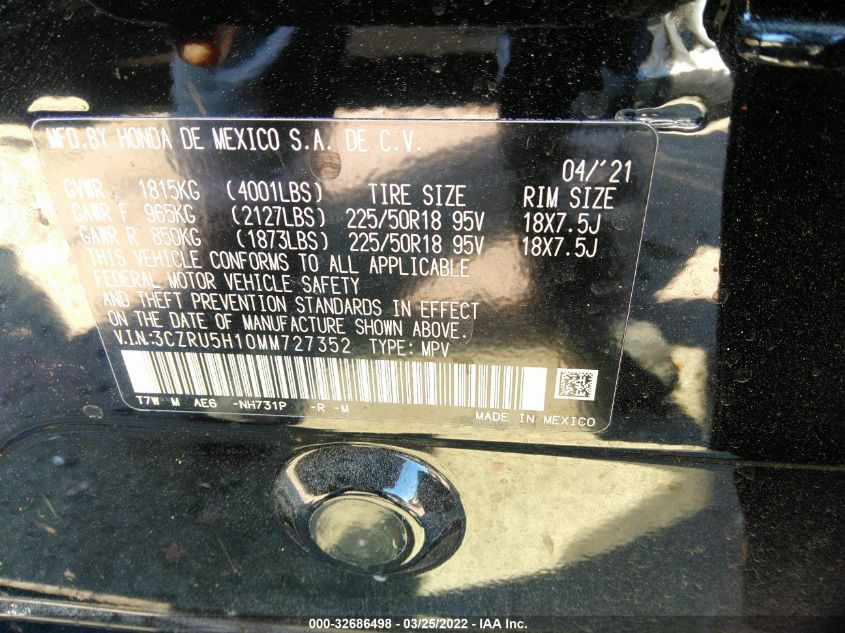 MFD.BY HONDA DE MEXICO S.A. DE C.V.
04/'21
GVWR 1815KG (4001LBS) TIRE SIZE RIM SIZE
GAWR F 965KG (2127LBS) 225/50R18 95V 18X7.5J
GAWR R 850KG (1873LBS) 225/50R18 95V 18X7.5J
THIS VEHICLE CONFORMS TO ALL APPLICABLE
FEDERAL MOTOR VEHICLE SAFETY
AND THEFT PREVENTION STANDARDS IN EFFECT
ON THE DATE OF MANUFACTURE SHOWN ABOVE.
V.I.N:3CZRU5H10MM727352 TYPE: MPV
T7W M AE6 -NH731P -R -M
MADE IN MEXICO
000-32686498 - 03/25/2022 - IAA Inc.